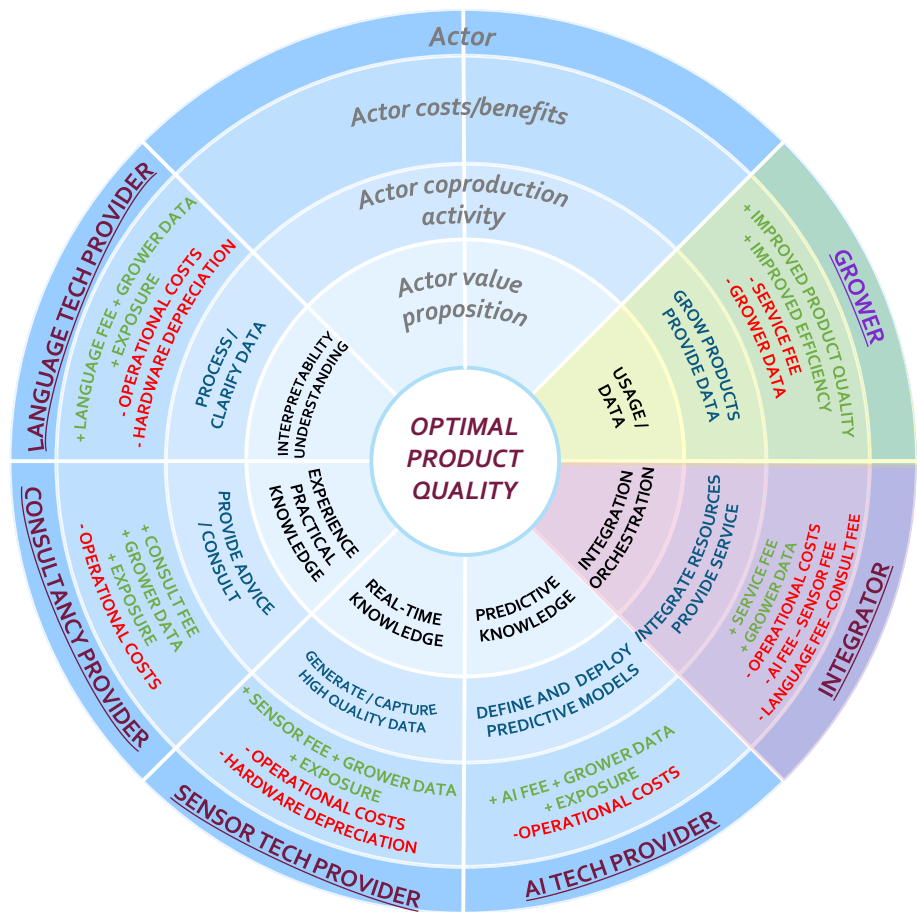 Actor
Actor costs/benefits
Actor coproduction
activity
Actor value
proposition
OPTIMAL
PRODUCT
QUALITY
GROWER
+ IMPROVED PRODUCT QUALITY
+ IMPROVED EFFICIENCY
- SERVICE FEE
- GROWER DATA
GROW PRODUCTS
PROVIDE DATA
USAGE /
DATA
INTEGRATOR
+ SERVICE FEE
+ GROWER DATA
- OPERATIONAL COSTS
- AI FEE – SENSOR FEE
- LANGUAGE FEE –CONSULT FEE
INTEGRATE RESOURCES
PROVIDE SERVICE
INTEGRATION
ORCHESTRATION
AI TECH PROVIDER
+ AI FEE + GROWER DATA
+ EXPOSURE
-OPERATIONAL COSTS
DEFINE AND DEPLOY
PREDICTIVE MODELS
PREDICTIVE
KNOWLEDGE
SENSOR TECH PROVIDER
+ SENSOR FEE + GROWER DATA
+ EXPOSURE
- OPERATIONAL COSTS
-HARDWARE DEPRECIATION
GENERATE / CAPTURE
HIGH QUALITY DATA
REAL-TIME
KNOWLEDGE
CONSULTANCY PROVIDER
+ CONSULT FEE
+ GROWER DATA
+ EXPOSURE
- OPERATIONAL COSTS
PROVIDE ADVICE
/ CONSULT
EXPERIENCE
PRACTICAL
KNOWLEDGE
LANGUAGE TECH PROVIDER
+ LANGUAGE FEE + GROWER DATA
+ EXPOSURE
- OPERATIONAL COSTS
- HARDWARE DEPRECIATION
PROCESS /
CLARIFY DATA
INTERPRETABILITY
UNDERSTANDING